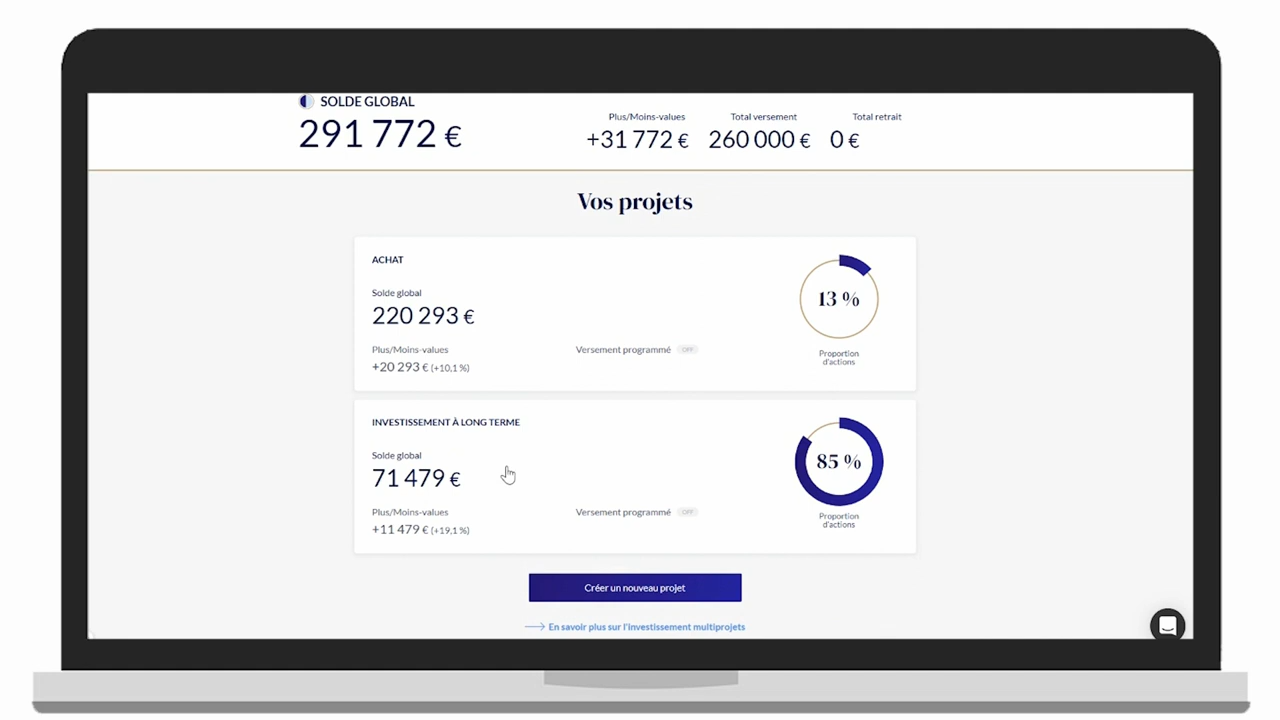 SOLDE GLOBAL
291 772 €
Plus/Moins-values
+31 772 €
Total versement
260 000 €
Total retrait
0 €
Vos projets
ACHAT
Solde global
220 293 €
Plus/Moins-values
+20 293 € (+10,1 %)
Versement programmé OFF
13 %
Proportion
d'actions
INVESTISSEMENT À LONG TERME
Solde global
71 479 €
Plus/Moins-values
+11 479 € (+19,1 %)
Versement programmé OFF
85 %
Proportion
d'actions
Créer un nouveau projet
En savoir plus sur l'investissement multiprojets